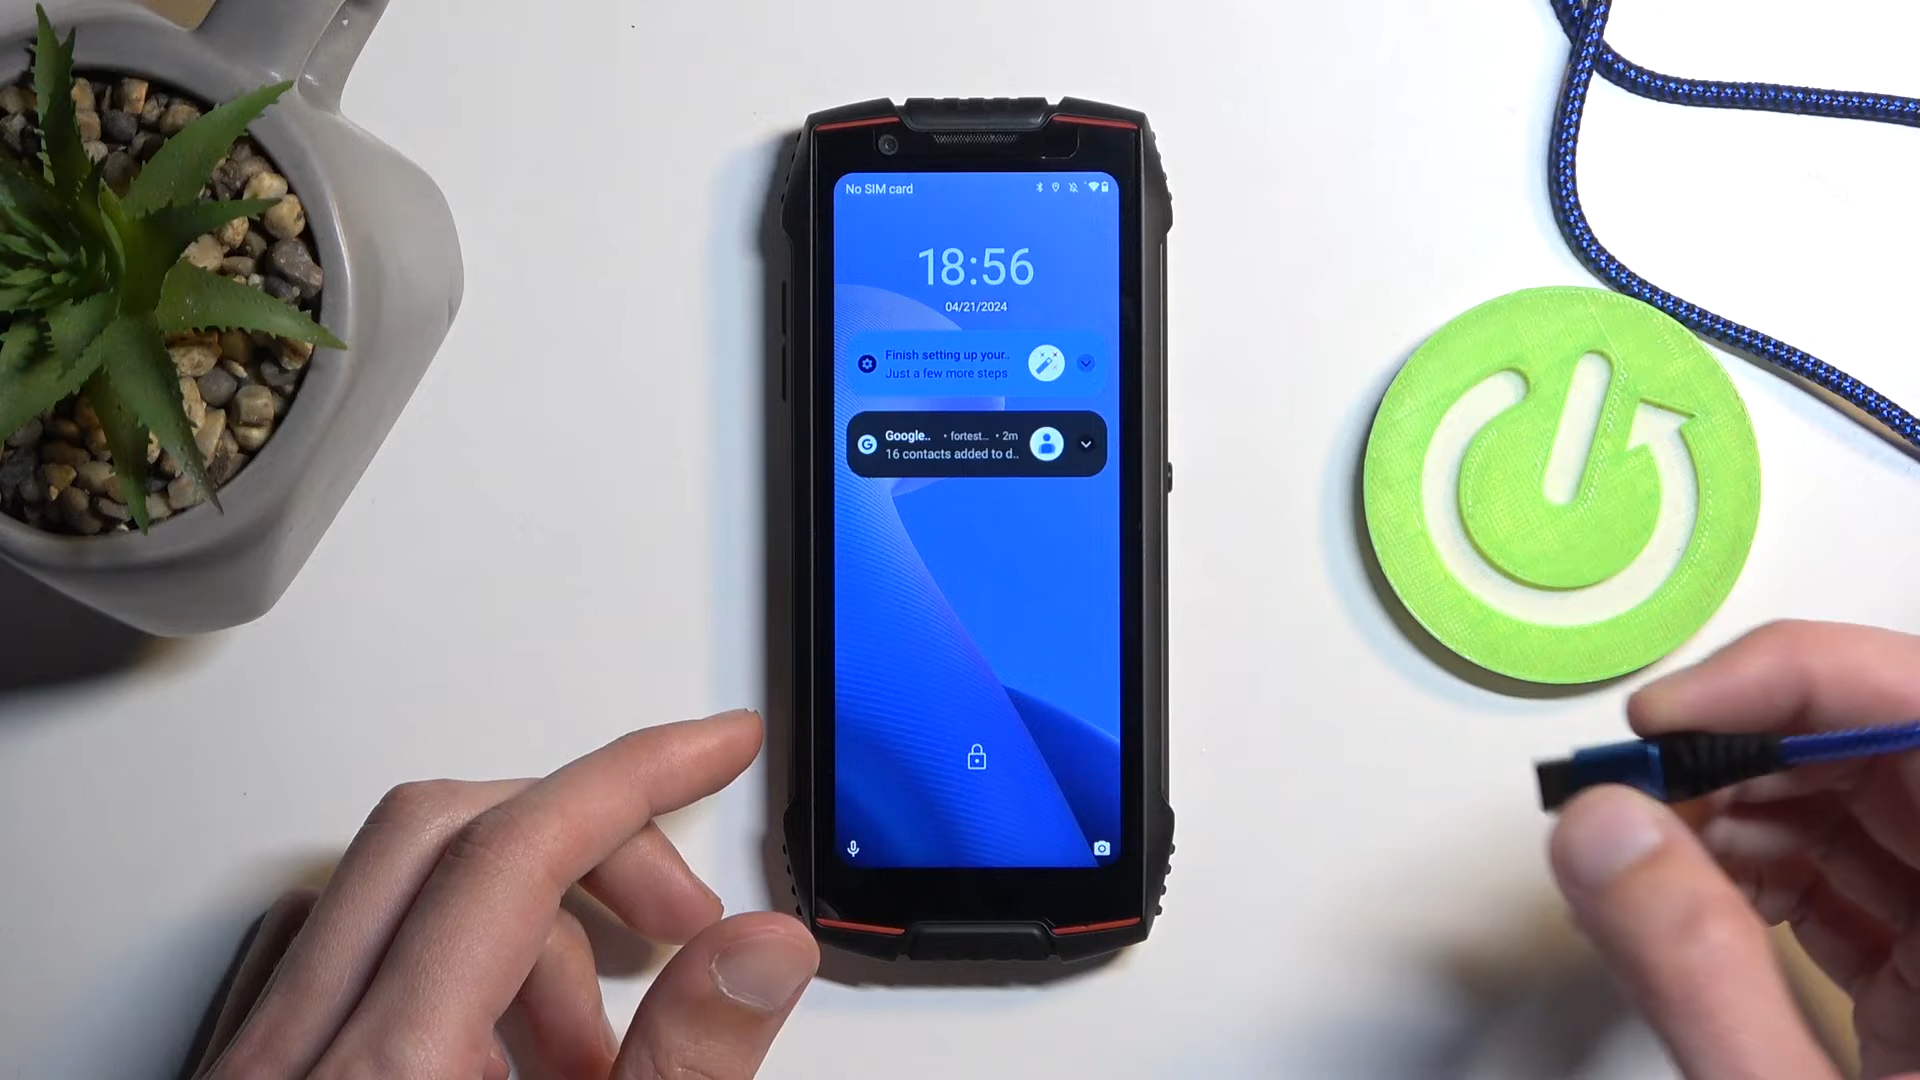 No SIM card
18:56
04/21/2024
Finish setting up your..
Just a few more steps
Google.. • fortest... • 2m
16 contacts added to d..